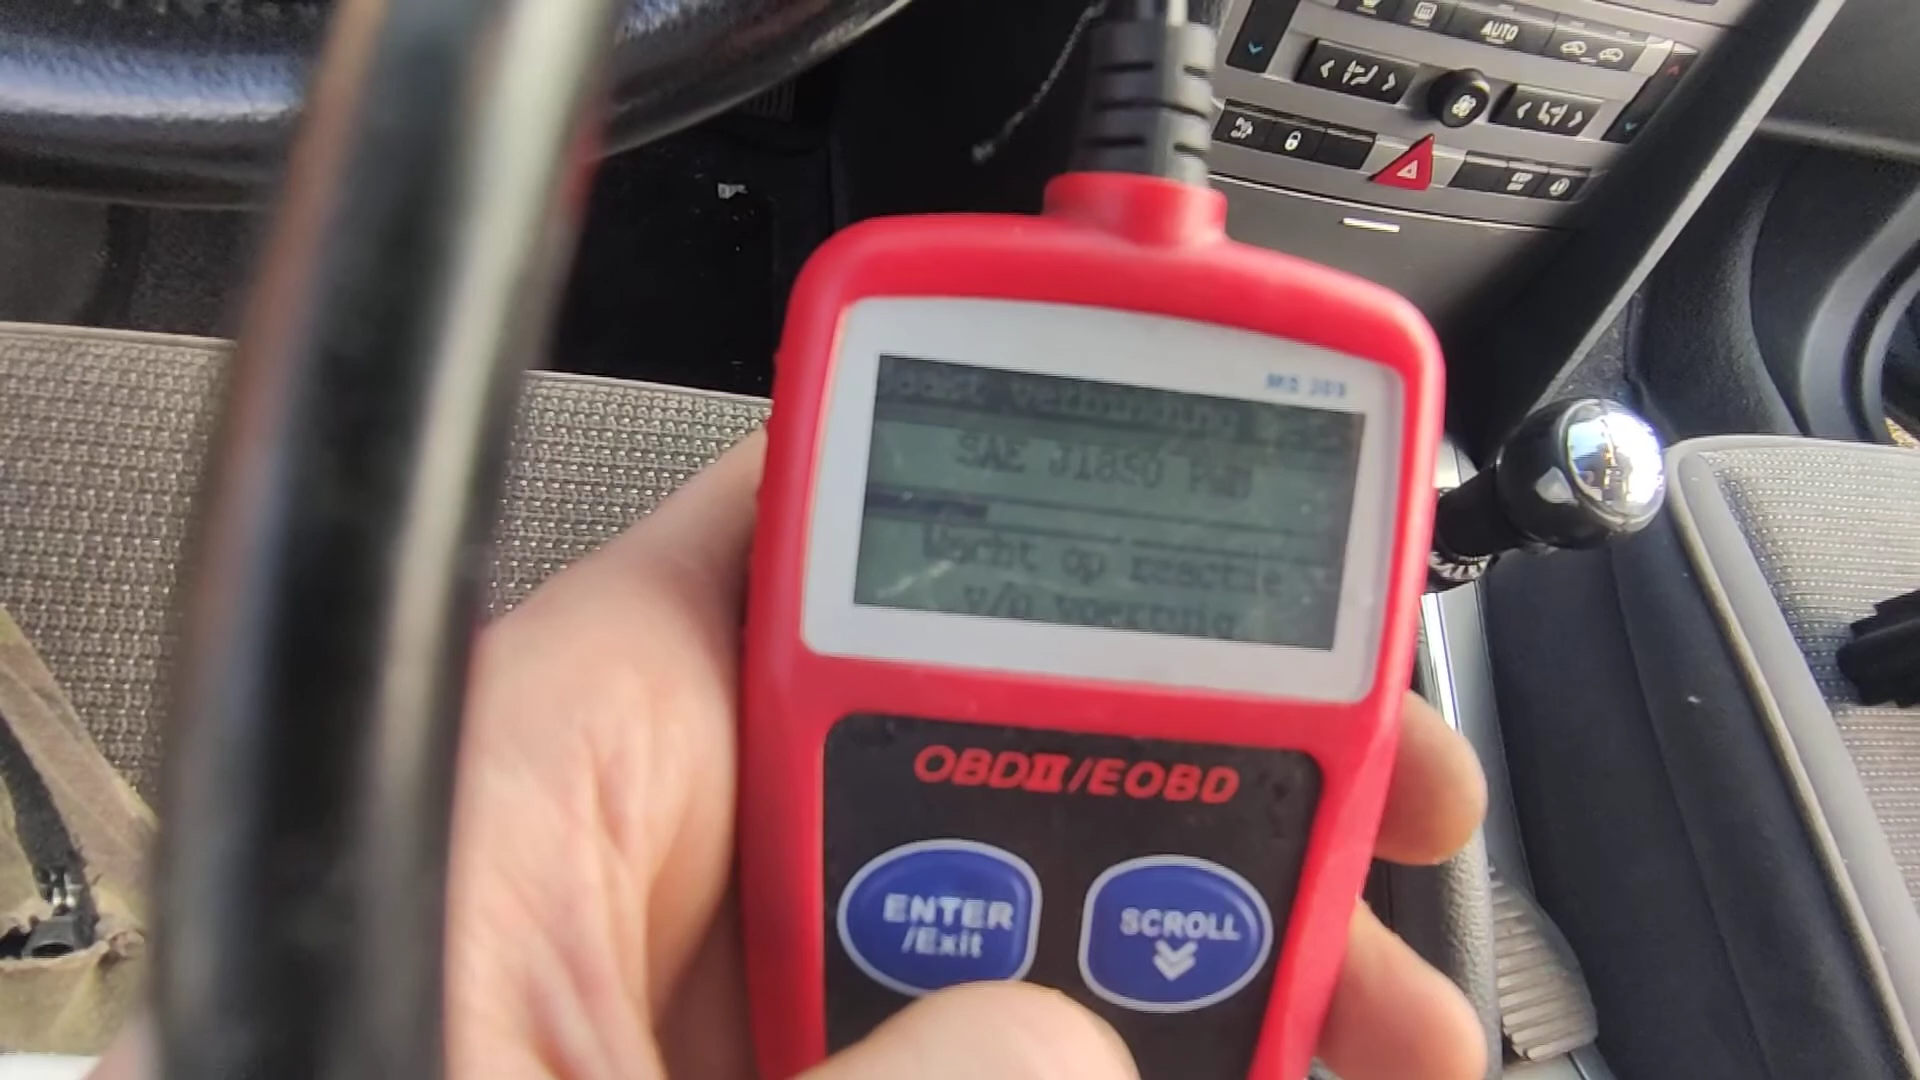 AUTO
MS 309
SAE J1850 PWM
Wacht op reactie
v/d voertuig
OBDII/EOBD
ENTER
/Exit
SCROLL